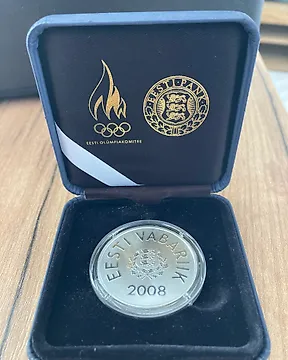 EESTI OLÜMPIAKOMITEE
EESTI·PANK
EESTI VABARIIK
2008